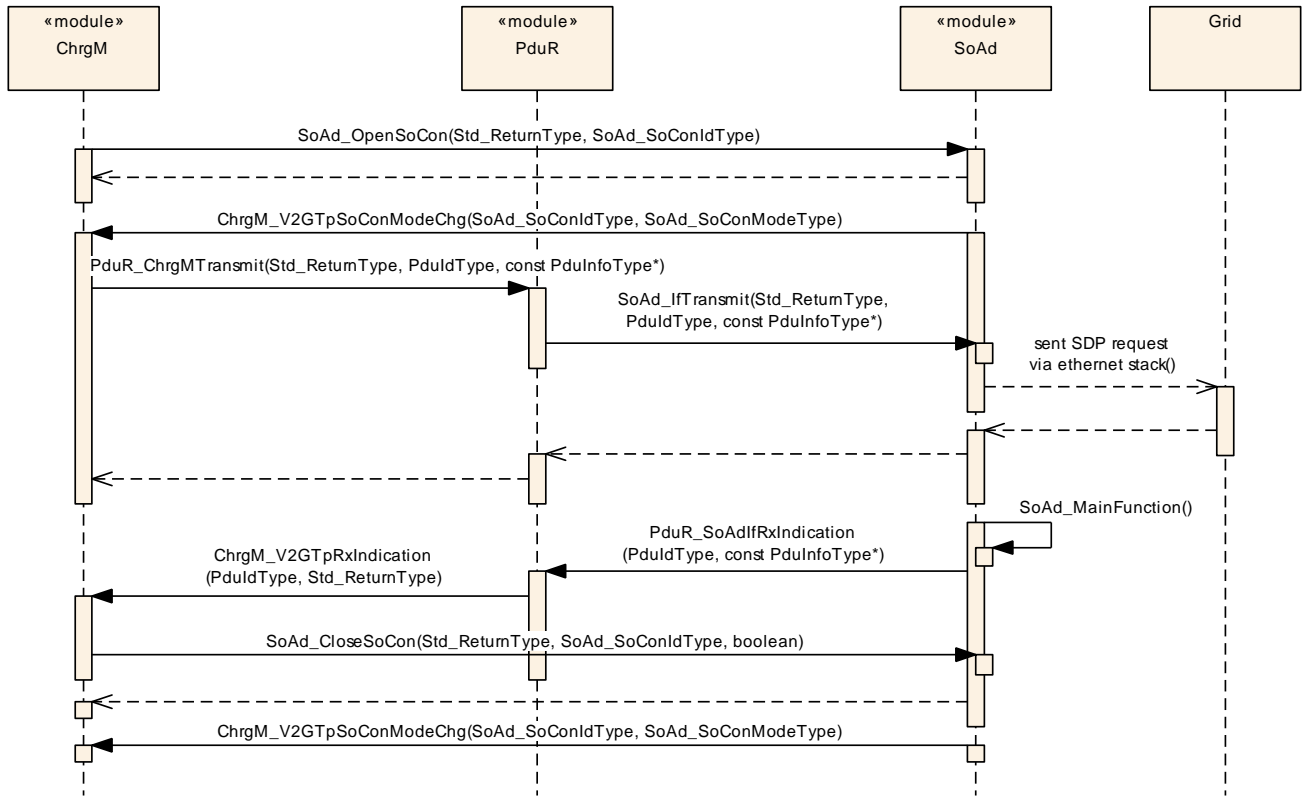 «module»
ChrgM
«module»
PduR
«module»
SoAd
Grid
SoAd_OpenSoCon(Std_ReturnType, SoAd_SoConIdType)
ChrgM_V2GTpSoConModeChg(SoAd_SoConIdType, SoAd_SoConModeType)
PduR_ChrgMTransmit(Std_ReturnType, PduIdType, const PduInfoType*)
SoAd_IfTransmit(Std_ReturnType,
PduIdType, const PduInfoType*)
sent SDP request
via ethernet stack()
SoAd_MainFunction()
PduR_SoAdIfRxIndication
(PduIdType, const PduInfoType*)
ChrgM_V2GTpRxIndication
(PduIdType, Std_ReturnType)
SoAd_CloseSoCon(Std_ReturnType, SoAd_SoConIdType, boolean)
ChrgM_V2GTpSoConModeChg(SoAd_SoConIdType, SoAd_SoConModeType)